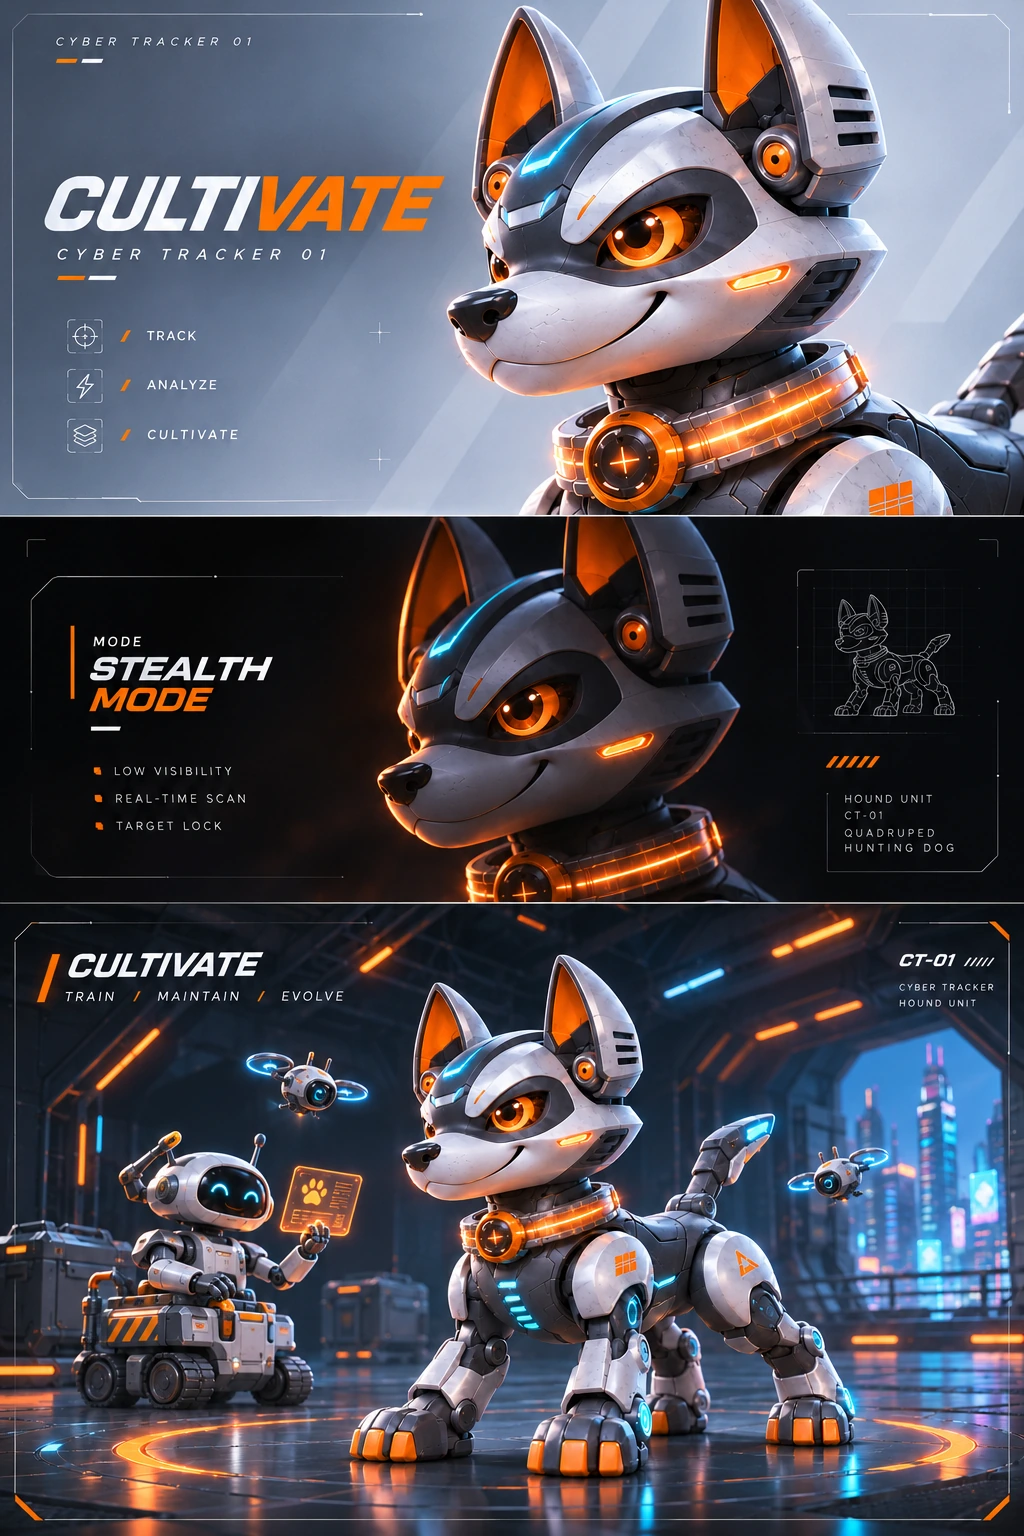 CYBER TRACKER 01
CULTIVATE
CYBER TRACKER 01
/ TRACK
/ ANALYZE
/ CULTIVATE
MODE
STEALTH
MODE
LOW VISIBILITY
REAL-TIME SCAN
TARGET LOCK
HOUND UNIT
CT-01
QUADRUPED
HUNTING DOG
CULTIVATE
TRAIN / MAINTAIN / EVOLVE
CT-01 /////
CYBER TRACKER
HOUND UNIT